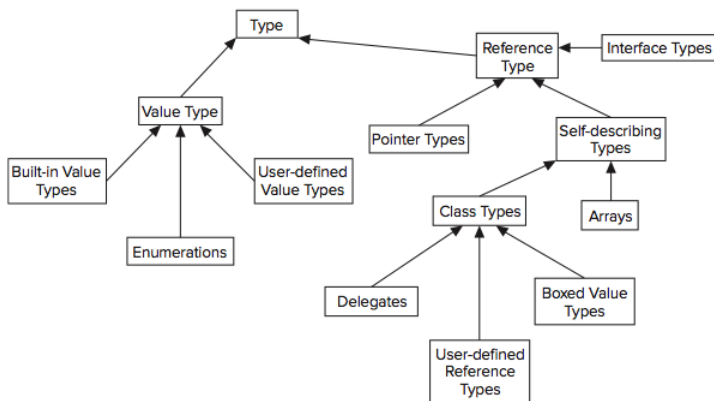 Type
Reference
Type
Interface Types
Value Type
Pointer Types
Self-describing
Types
Built-in Value
Types
User-defined
Value Types
Class Types
Arrays
Enumerations
Delegates
Boxed Value
Types
User-defined
Reference
Types